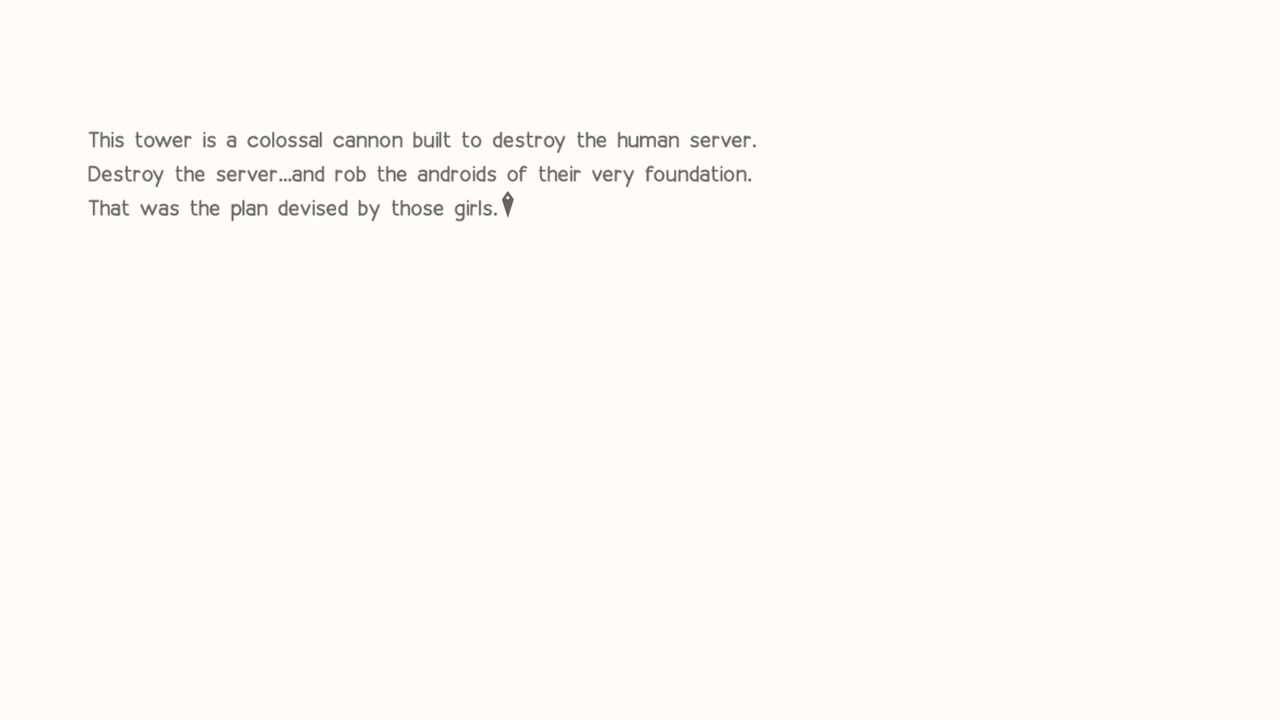 This tower is a colossal cannon built to destroy the human server.
Destroy the server...and rob the androids of their very foundation.
That was the plan devised by those girls.